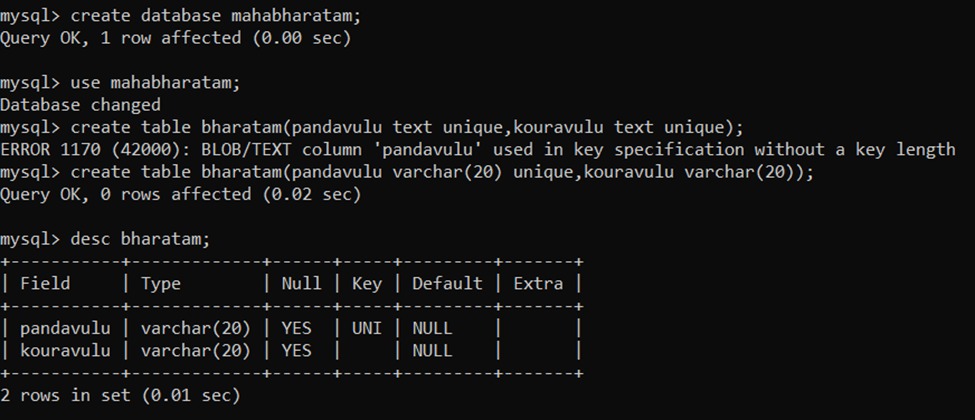 mysql> create database mahabharatam;
Query OK, 1 row affected (0.00 sec)

mysql> use mahabharatam;
Database changed
mysql> create table bharatam(pandavulu text unique,kouravulu text unique);
ERROR 1170 (42000): BLOB/TEXT column 'pandavulu' used in key specification without a key length
mysql> create table bharatam(pandavulu varchar(20) unique,kouravulu varchar(20));
Query OK, 0 rows affected (0.02 sec)

mysql> desc bharatam;
+-----------+-------------+------+-----+---------+-------+
| Field     | Type        | Null | Key | Default | Extra |
+-----------+-------------+------+-----+---------+-------+
| pandavulu | varchar(20) | YES  | UNI | NULL    |       |
| kouravulu | varchar(20) | YES  |     | NULL    |       |
+-----------+-------------+------+-----+---------+-------+
2 rows in set (0.01 sec)